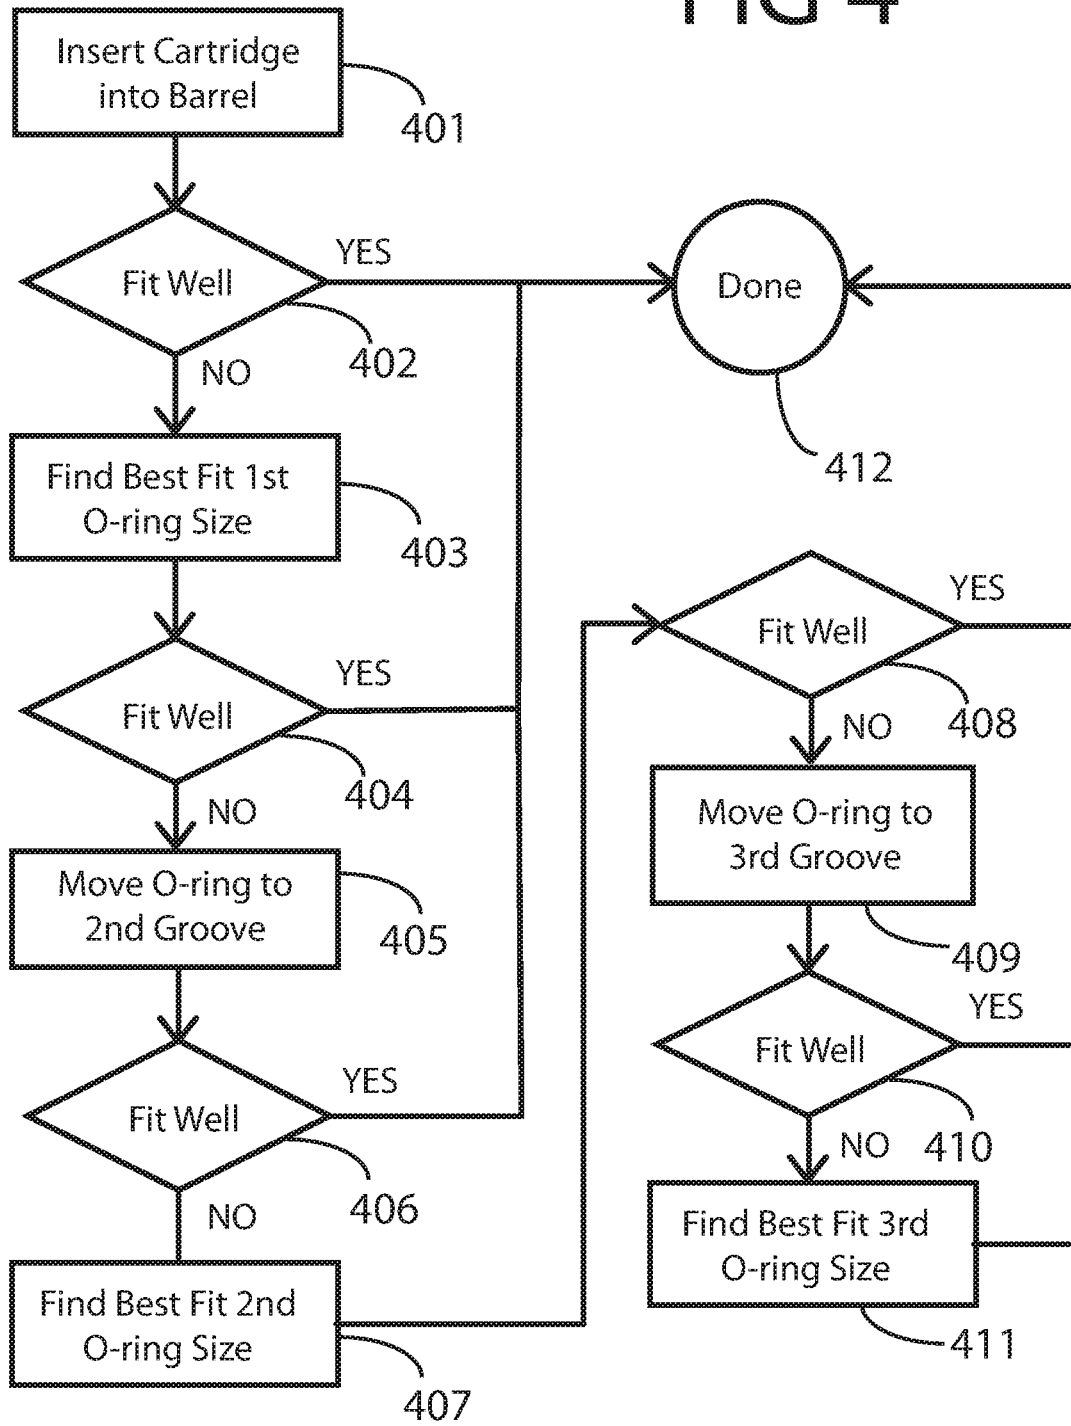 FIG 4
Insert Cartridge
into Barrel
401
Fit Well
YES
402
NO
Find Best Fit 1st
O-ring Size
403
Fit Well
YES
404
NO
Move O-ring to
2nd Groove
405
Fit Well
YES
406
NO
Find Best Fit 2nd
O-ring Size
407
Done
412
Fit Well
YES
408
NO
Move O-ring to
3rd Groove
409
Fit Well
YES
410
NO
Find Best Fit 3rd
O-ring Size
411